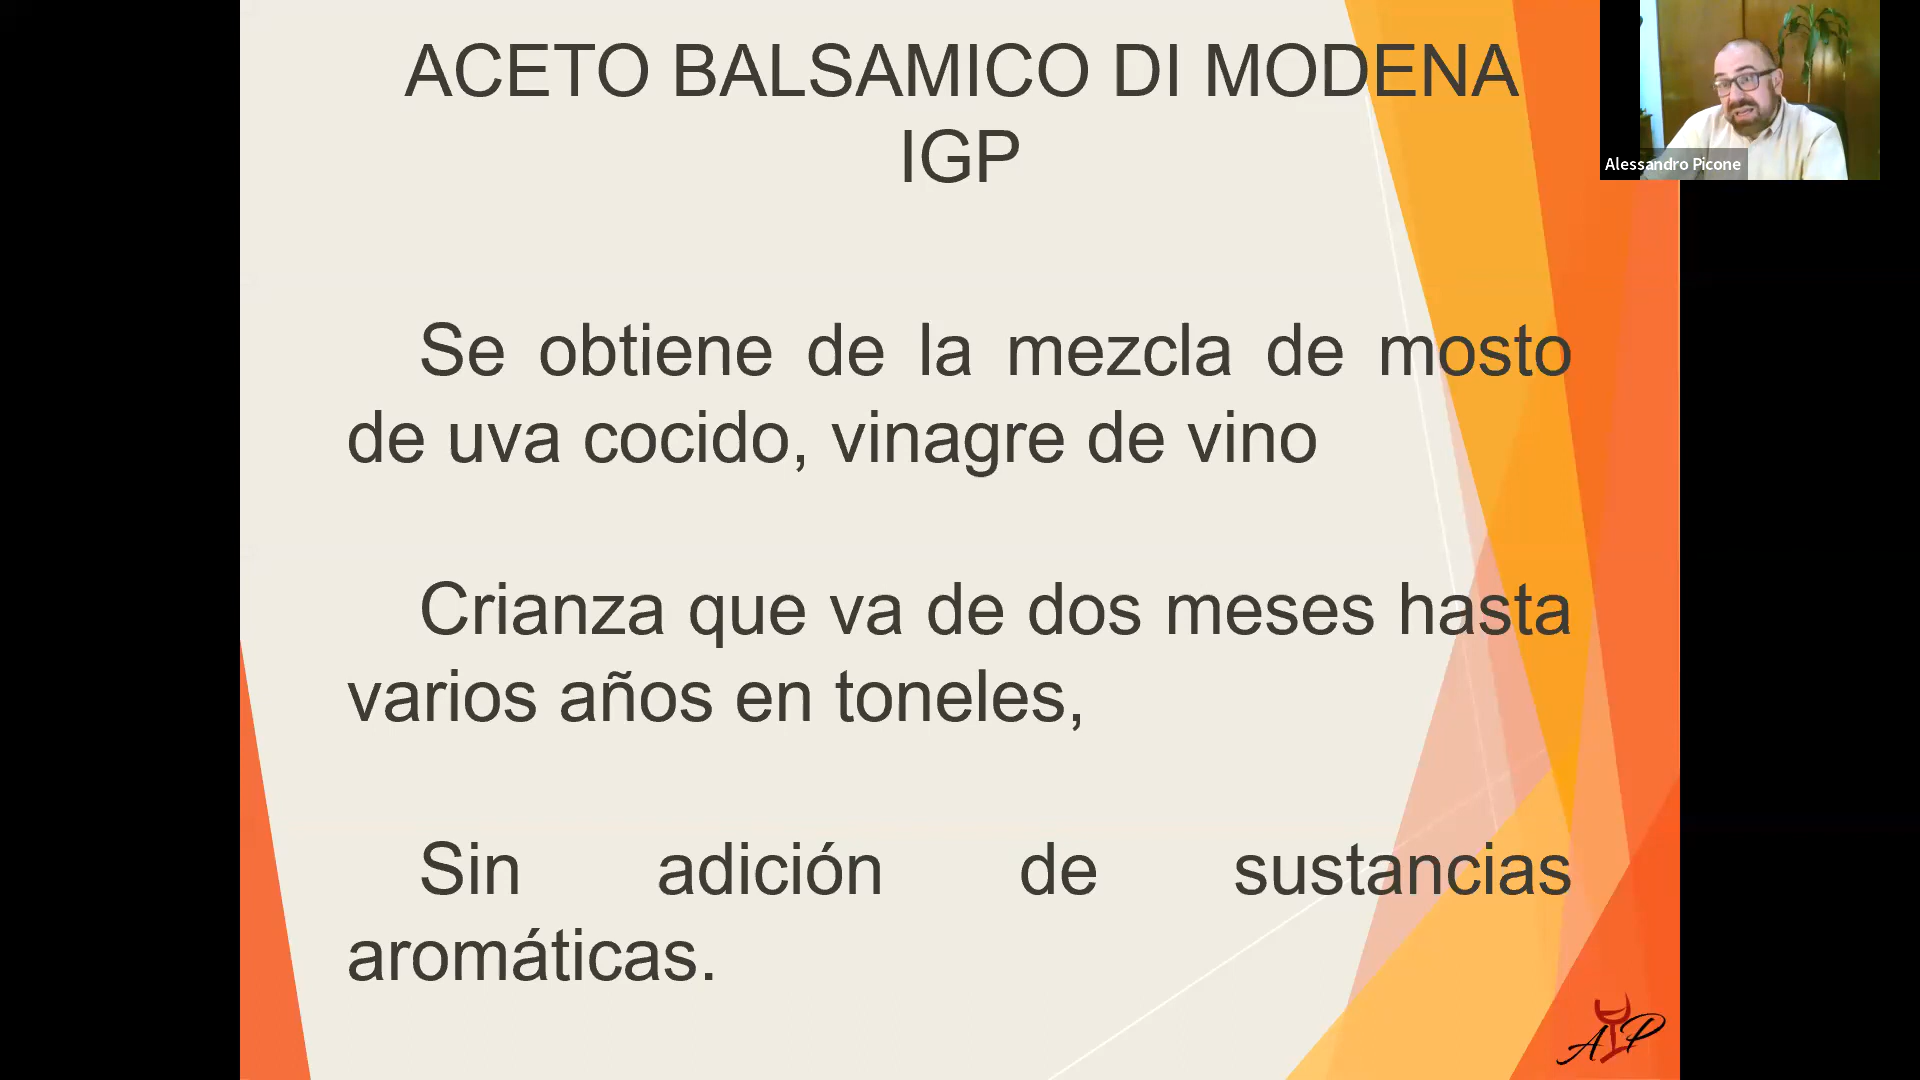 ACETO BALSAMICO DI MODENA
IGP
Alessandro Picone
Se obtiene de la mezcla de mosto
de uva cocido, vinagre de vino
Crianza que va de dos meses hasta
varios años en toneles,
Sin adición de sustancias
aromáticas.
AP